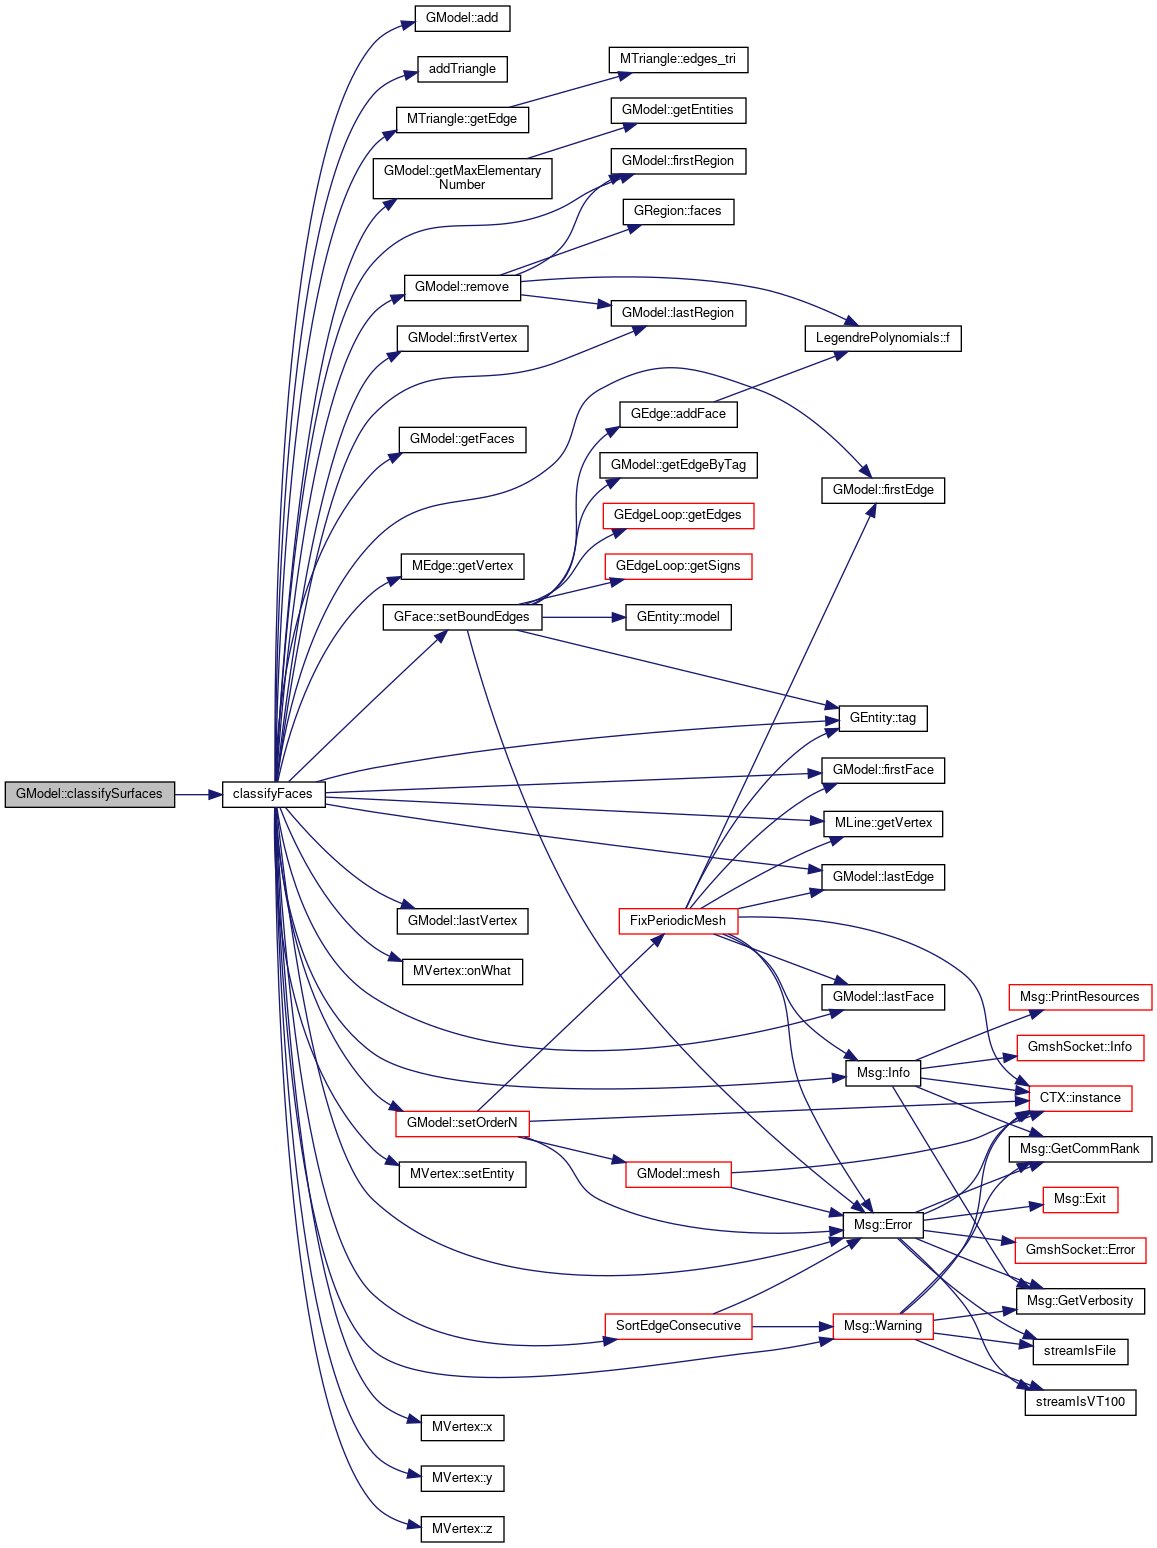 GModel::add
addTriangle
MTriangle::edges_tri
MTriangle::getEdge
GModel::getEntities
GModel::getMaxElementary
Number
GModel::firstRegion
GRegion::faces
GModel::remove
GModel::lastRegion
GModel::firstVertex
LegendrePolynomials::f
GEdge::addFace
GModel::getFaces
GModel::getEdgeByTag
GModel::firstEdge
GEdgeLoop::getEdges
MEdge::getVertex
GEdgeLoop::getSigns
GFace::setBoundEdges
GEntity::model
GEntity::tag
GModel::firstFace
GModel::classifySurfaces
classifyFaces
MLine::getVertex
GModel::lastEdge
GModel::lastVertex
FixPeriodicMesh
MVertex::onWhat
GModel::lastFace
Msg::PrintResources
GmshSocket::Info
Msg::Info
CTX::instance
GModel::setOrderN
Msg::GetCommRank
MVertex::setEntity
GModel::mesh
Msg::Exit
Msg::Error
GmshSocket::Error
Msg::GetVerbosity
SortEdgeConsecutive
Msg::Warning
streamIsFile
streamIsVT100
MVertex::x
MVertex::y
MVertex::z